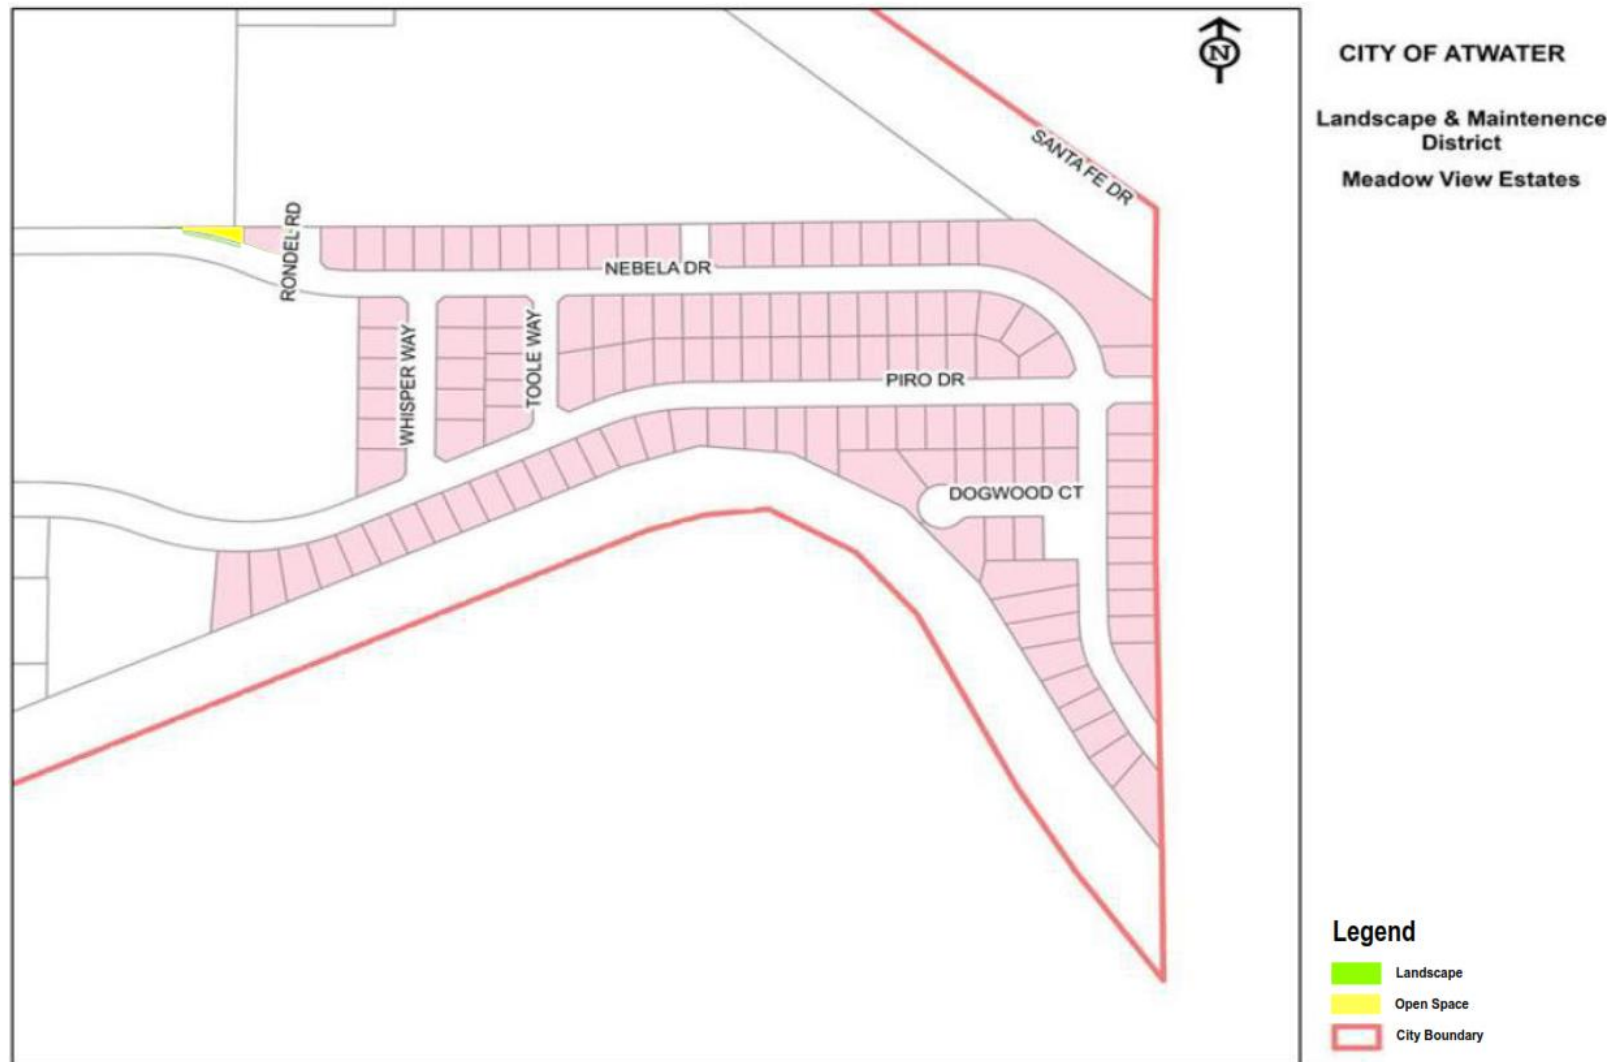 N
CITY OF ATWATER
Landscape & Maintenence
District
Meadow View Estates
SANTA FE DR
RONDEL RD
NEBELA DR
WHISPER WAY
TOOLE WAY
PIRO DR
DOGWOOD CT
Legend
Landscape
Open Space
City Boundary